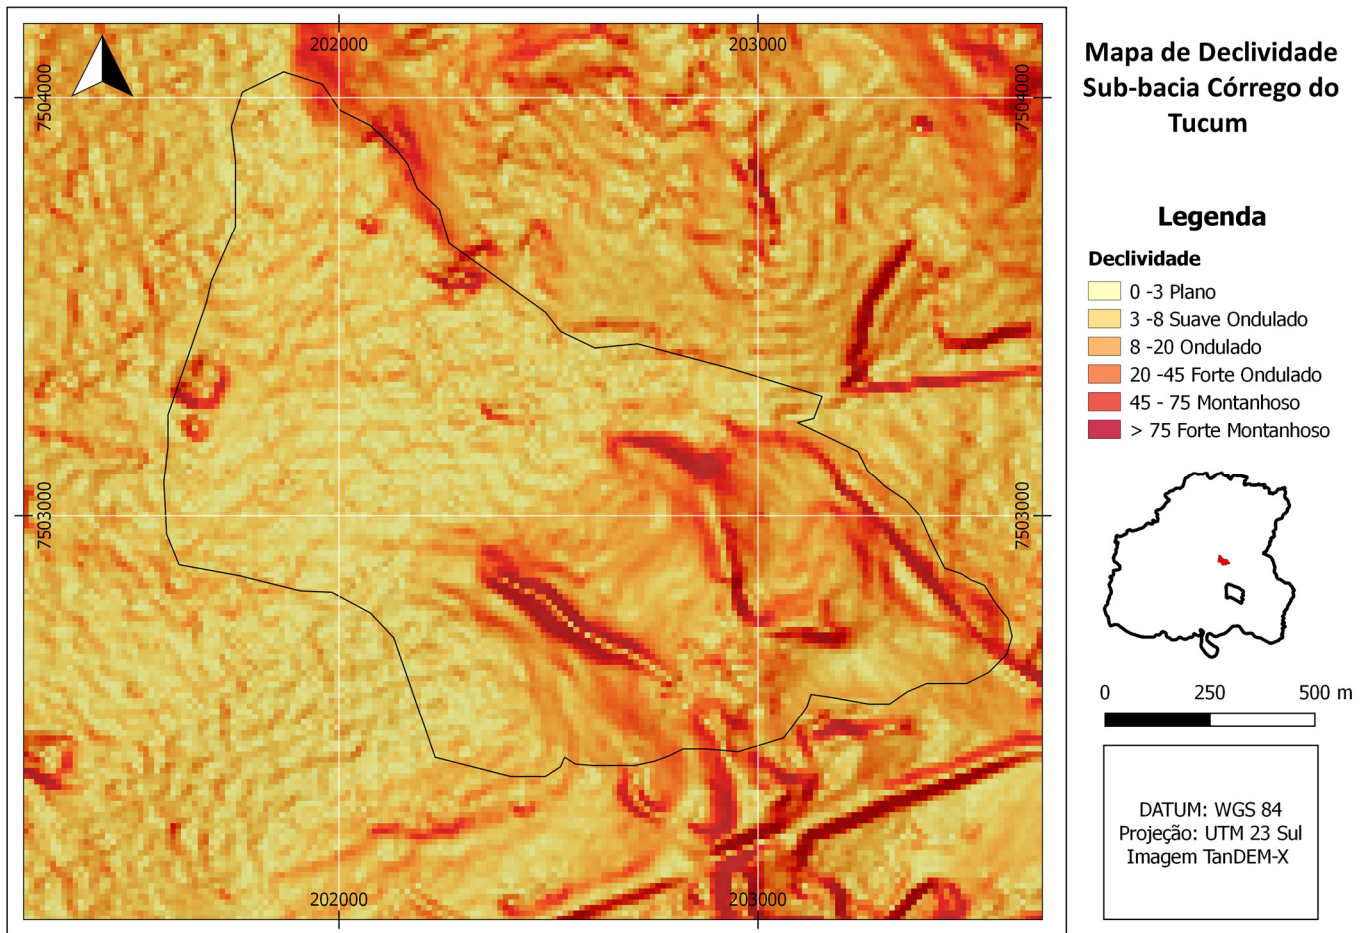 202000
203000
7504000
7504000
7503000
7503000
202000
203000
Mapa de Declividade
Sub-bacia Córrego do
Tucum
Legenda
Declividade
0 -3 Plano
3 -8 Suave Ondulado
8 -20 Ondulado
20 -45 Forte Ondulado
45 - 75 Montanhoso
> 75 Forte Montanhoso
0 250 500 m
DATUM: WGS 84
Projeção: UTM 23 Sul
Imagem TanDEM-X